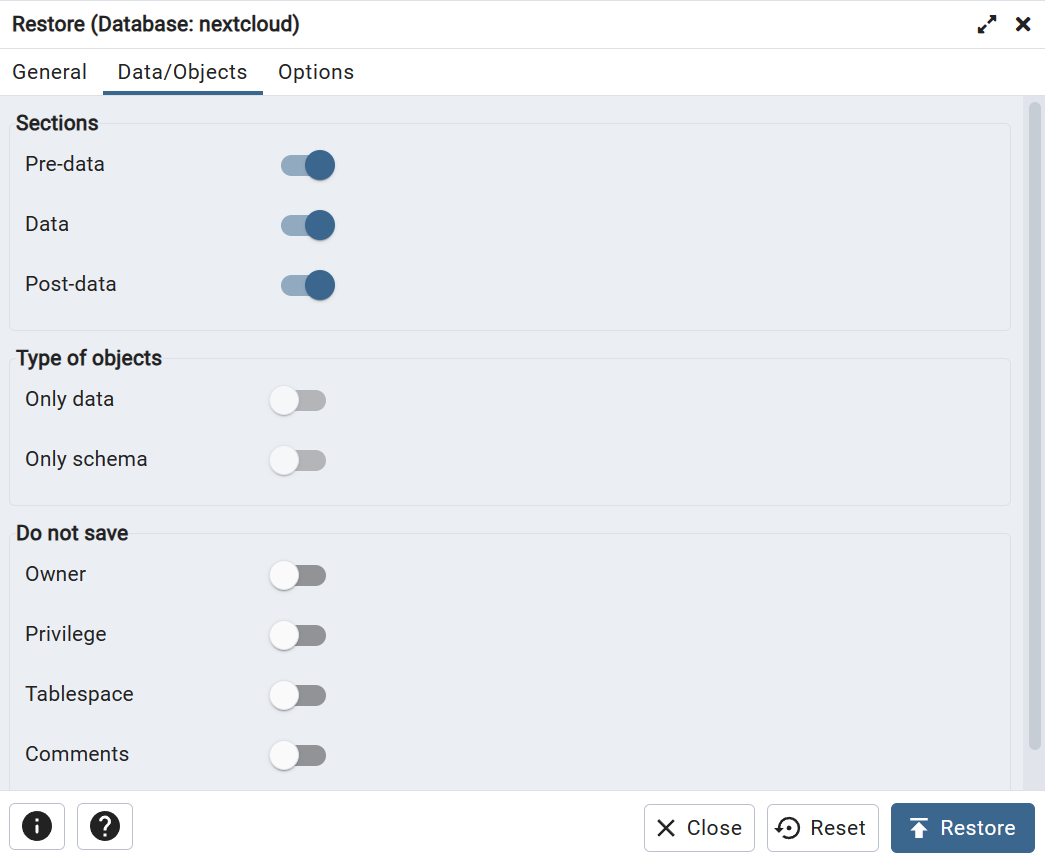 Restore (Database: nextcloud)
General Data/Objects Options
Sections
Pre-data
Data
Post-data
Type of objects
Only data
Only schema
Do not save
Owner
Privilege
Tablespace
Comments
Close Reset Restore